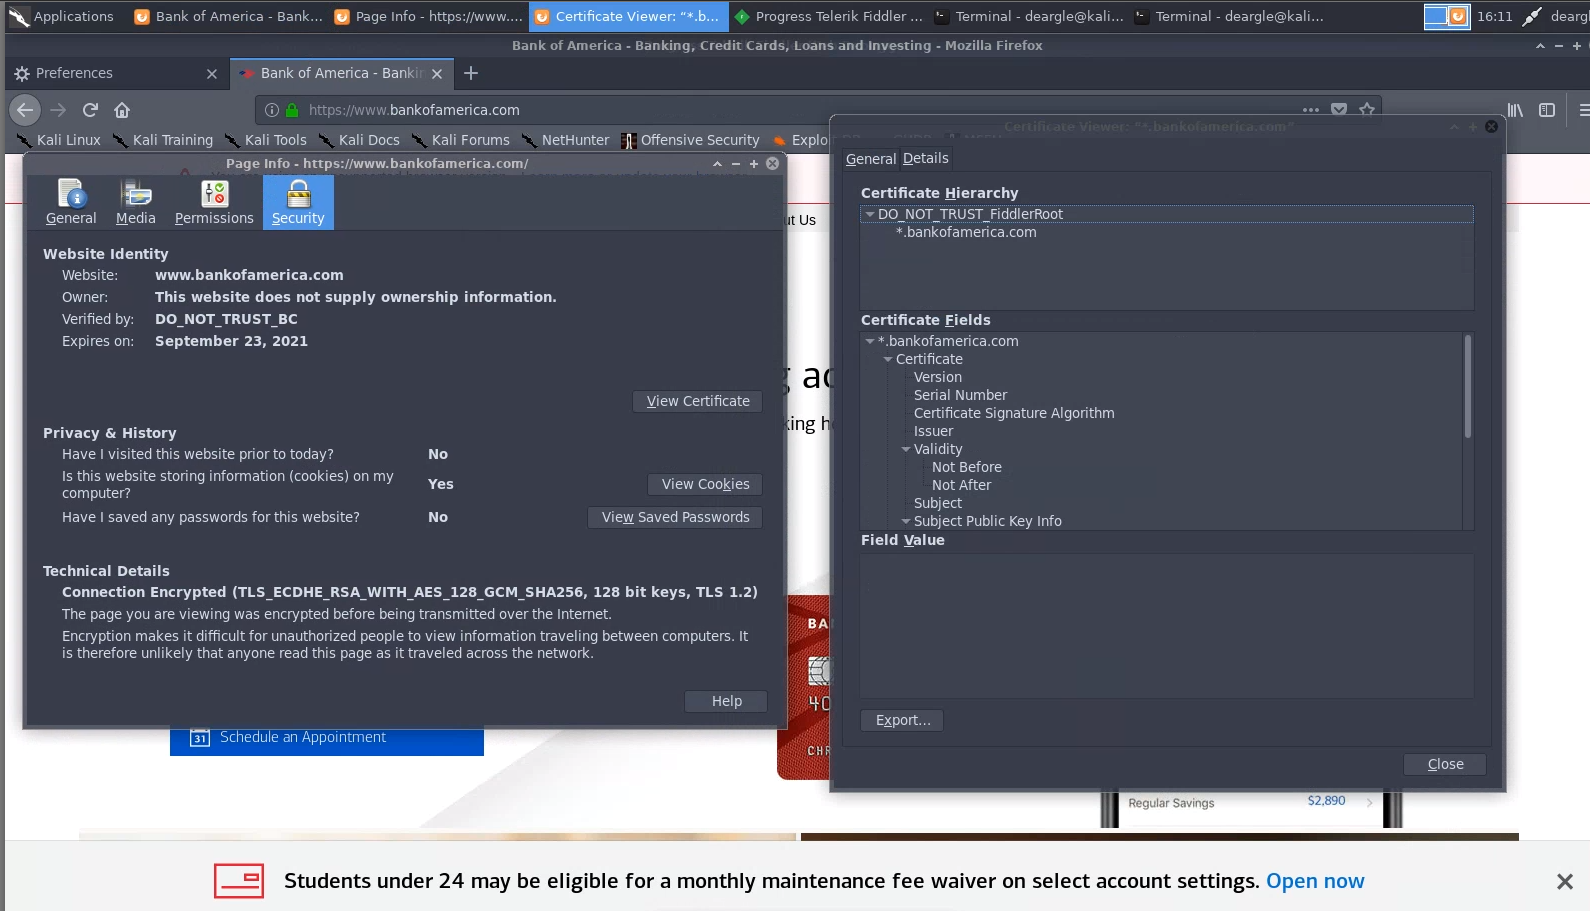 Applications
Bank of America - Bank...
Page Info - https://www....
Certificate Viewer: “*.b...
Progress Telerik Fiddler ...
Terminal - deargle@kali...
Terminal - deargle@kali...
16:11
deargl
Bank of America - Banking, Credit Cards, Loans and Investing - Mozilla Firefox
Preferences
Bank of America - Bankin
https://www.bankofamerica.com
Kali Linux
Kali Training
Kali Tools
Kali Docs
Kali Forums
NetHunter
Offensive Security
Explo
Page Info - https://www.bankofamerica.com/
General
Media
Permissions
Security
Website Identity
Website: www.bankofamerica.com
Owner: This website does not supply ownership information.
Verified by: DO_NOT_TRUST_BC
Expires on: September 23, 2021
View Certificate
Privacy & History
Have I visited this website prior to today? No
Is this website storing information (cookies) on my
computer?
Yes
View Cookies
Have I saved any passwords for this website? No
View Saved Passwords
Technical Details
Connection Encrypted (TLS_ECDHE_RSA_WITH_AES_128_GCM_SHA256, 128 bit keys, TLS 1.2)
The page you are viewing was encrypted before being transmitted over the Internet.
Encryption makes it difficult for unauthorized people to view information traveling between computers. It
is therefore unlikely that anyone read this page as it traveled across the network.
Help
ut Us
g ac
king h
Certificate Viewer: “*.bankofamerica.com”
General
Details
Certificate Hierarchy
DO_NOT_TRUST_FiddlerRoot
*.bankofamerica.com
Certificate Fields
*.bankofamerica.com
Certificate
Version
Serial Number
Certificate Signature Algorithm
Issuer
Validity
Not Before
Not After
Subject
Subject Public Key Info
Field Value
Export...
Close
31
Schedule an Appointment
BA
40
CHR
Regular Savings
$2,890
Students under 24 may be eligible for a monthly maintenance fee waiver on select account settings. Open now